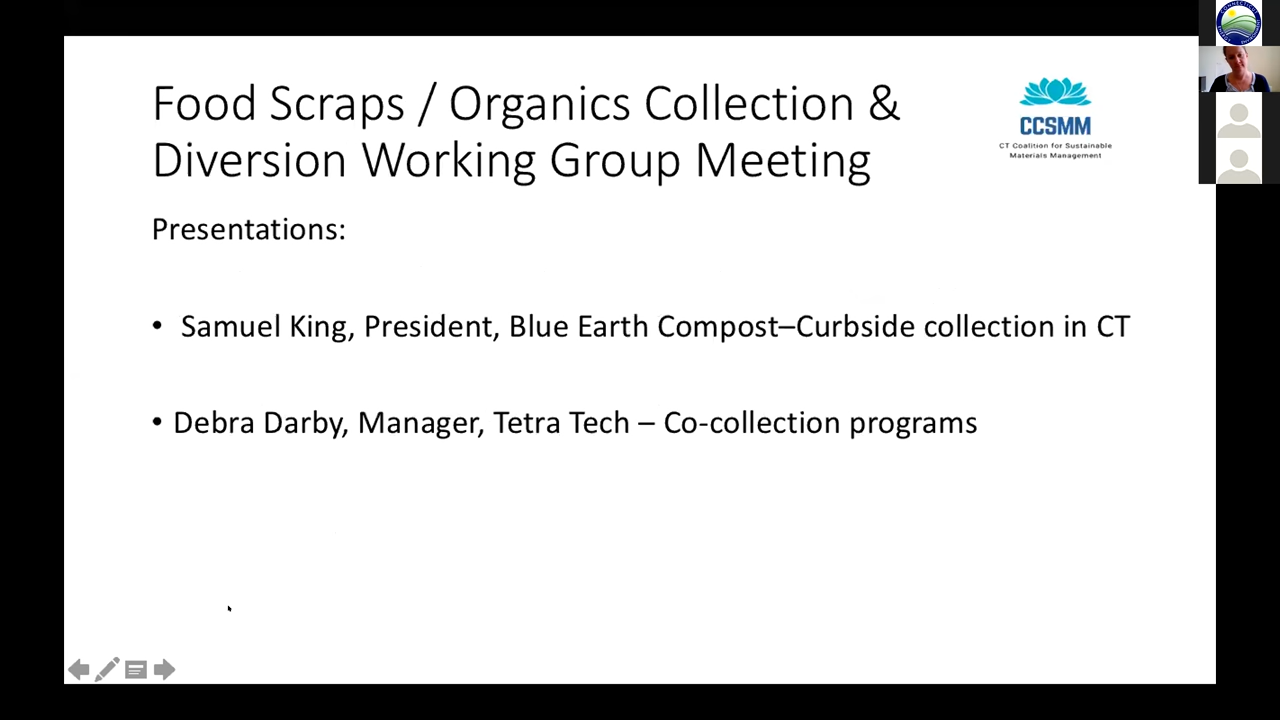 Food Scraps / Organics Collection &
Diversion Working Group Meeting
CCSMM
CT Coalition for Sustainable
Materials Management
Presentations:
• Samuel King, President, Blue Earth Compost–Curbside collection in CT
• Debra Darby, Manager, Tetra Tech – Co-collection programs